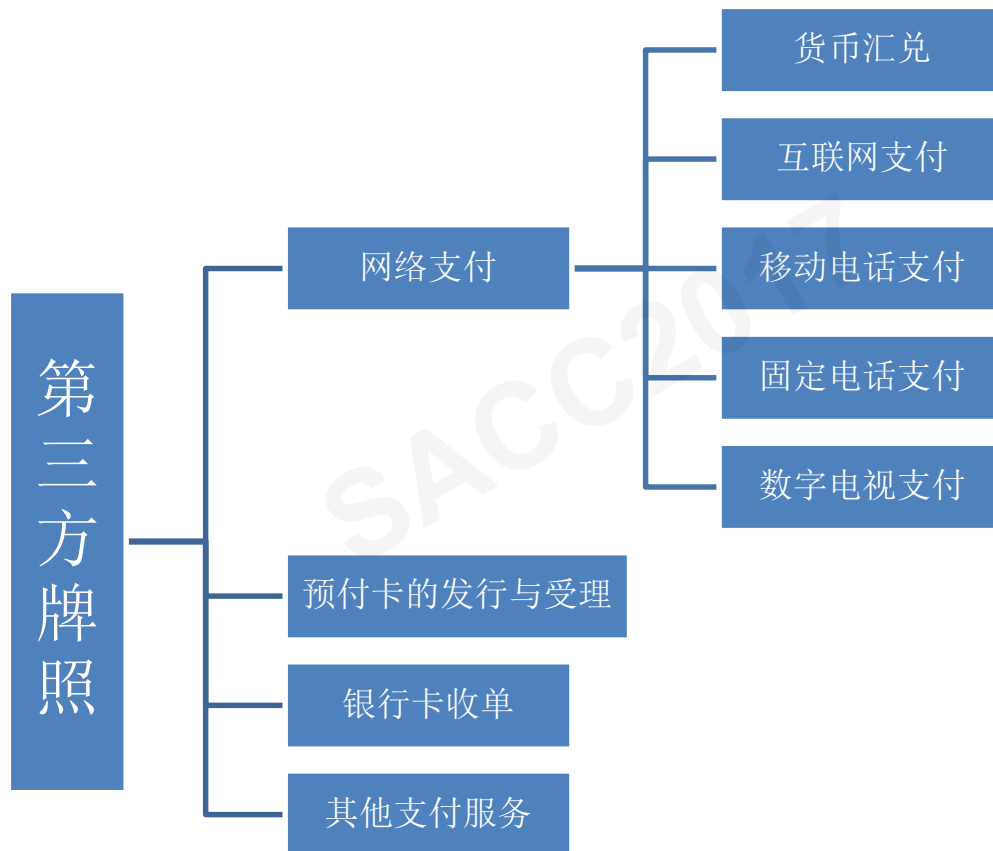 第三方牌照
网络支付
货币汇兑
互联网支付
移动电话支付
固定电话支付
数字电视支付
预付卡的发行与受理
银行卡收单
其他支付服务
SACC2017